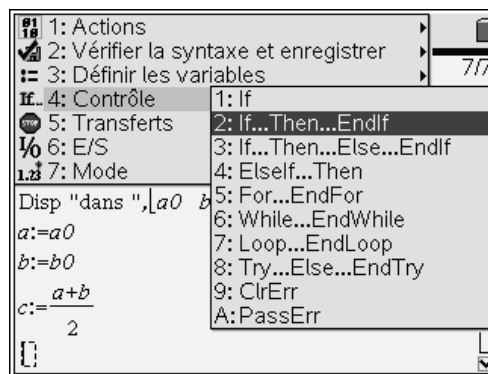 1: Actions
2: Vérifier la syntaxe et enregistrer
3: Définir les variables
4: Contrôle
5: Transferts
6: E/S
7: Mode
7/7
1: If
2: If...Then...EndIf
3: If...Then...Else...EndIf
4: ElseIf...Then
5: For...EndFor
6: While...EndWhile
7: Loop...EndLoop
8: Try...Else...EndTry
9: ClrErr
A: PassErr
Disp "dans ",[a0 b
a:=a0
b:=b0
c:=a+b
2